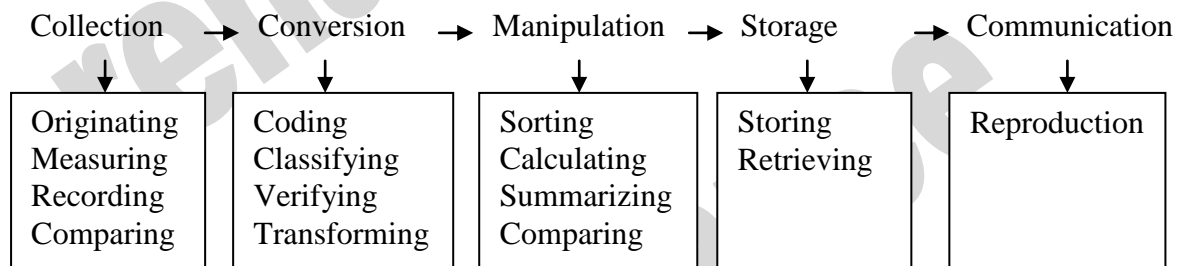 Collection → Conversion → Manipulation → Storage → Communication
Originating
Measuring
Recording
Comparing
Coding
Classifying
Verifying
Transforming
Sorting
Calculating
Summarizing
Comparing
Storing
Retrieving
Reproduction